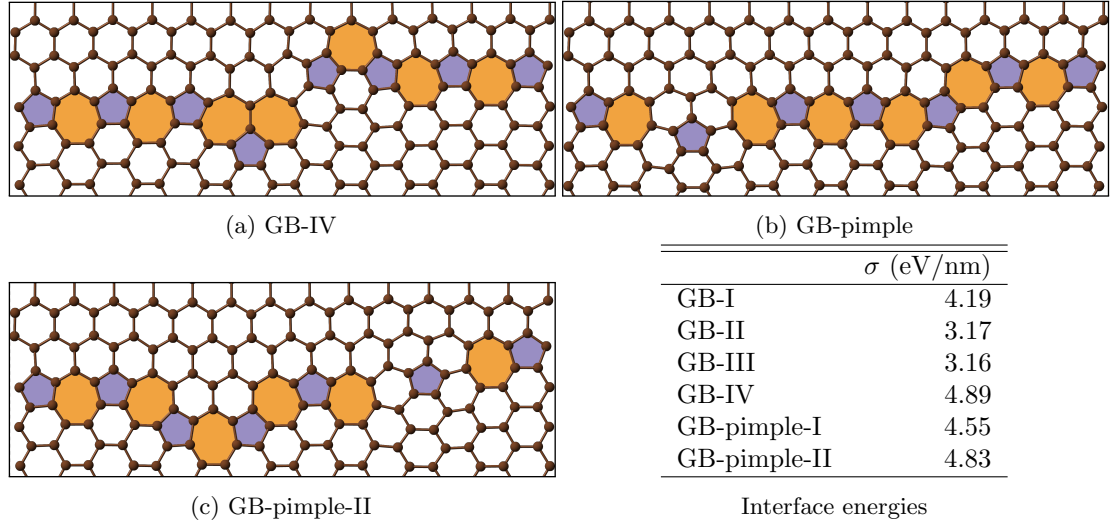 (a) GB-IV
(b) GB-pimple
σ (eV/nm)
GB-I 4.19
GB-II 3.17
GB-III 3.16
GB-IV 4.89
GB-pimple-I 4.55
GB-pimple-II 4.83
(c) GB-pimple-II
Interface energies